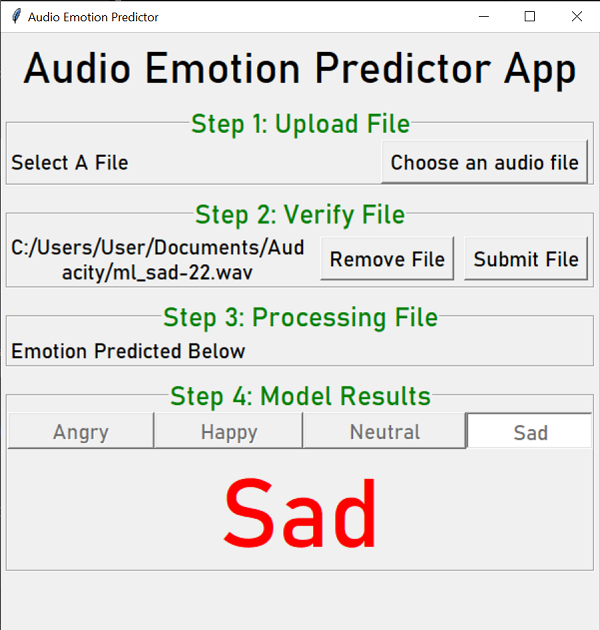 Audio Emotion Predictor
Audio Emotion Predictor App
Step 1: Upload File
Select A File
Choose an audio file
Step 2: Verify File
C:/Users/User/Documents/Aud
acity/ml_sad-22.wav
Remove File
Submit File
Step 3: Processing File
Emotion Predicted Below
Step 4: Model Results
Angry
Happy
Neutral
Sad
Sad